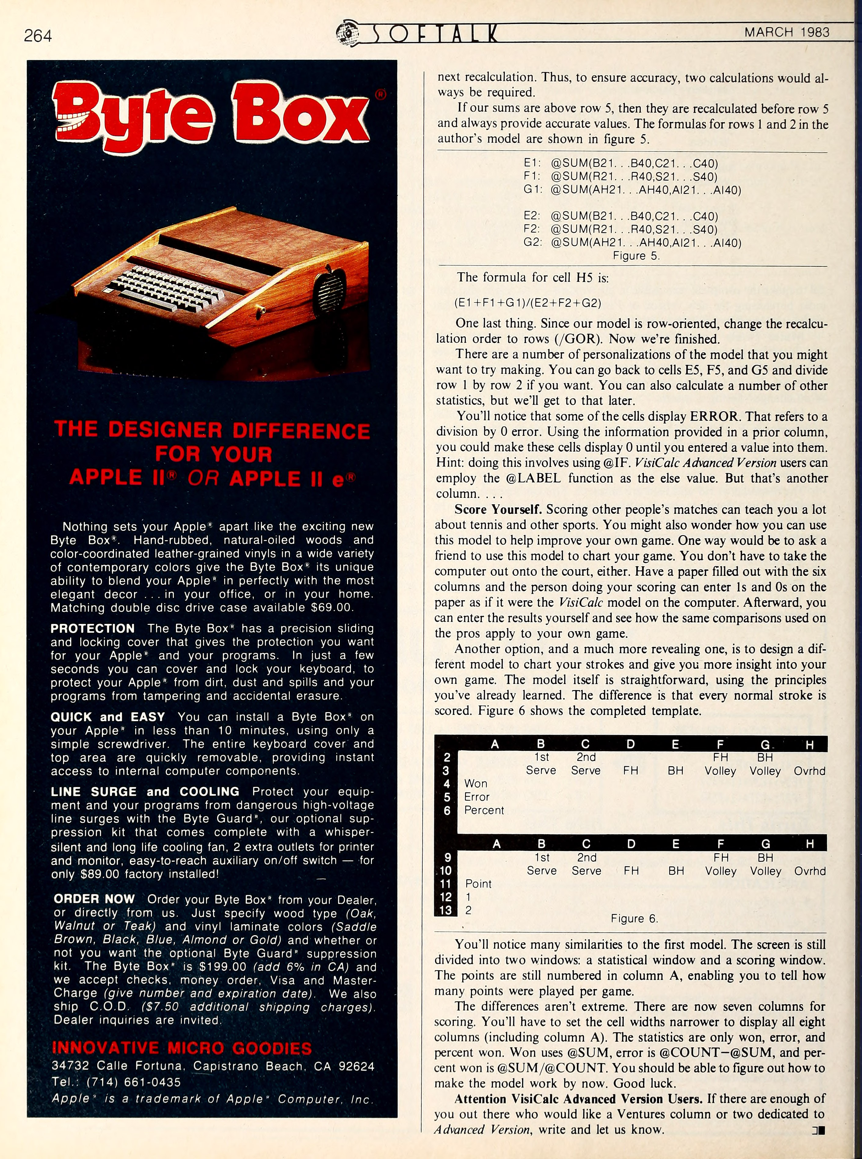 264
SOFTALK
MARCH 1983
Byte Box®
THE DESIGNER DIFFERENCE
FOR YOUR
APPLE II® OR APPLE II e®
Nothing sets your Apple® apart like the exciting new
Byte Box®. Hand-rubbed, natural-oiled woods and
color-coordinated leather-grained vinyls in a wide variety
of contemporary colors give the Byte Box® its unique
ability to blend your Apple® in perfectly with the most
elegant decor ... in your office, or in your home.
Matching double disc drive case available $69.00.
PROTECTION The Byte Box® has a precision sliding
and locking cover that gives the protection you want
for your Apple® and your programs. In just a few
seconds you can cover and lock your keyboard, to
protect your Apple® from dirt, dust and spills and your
programs from tampering and accidental erasure.
QUICK and EASY You can install a Byte Box® on
your Apple® in less than 10 minutes, using only a
simple screwdriver. The entire keyboard cover and
top area are quickly removable, providing instant
access to internal computer components.
LINE SURGE and COOLING Protect your equip-
ment and your programs from dangerous high-voltage
line surges with the Byte Guard®, our optional sup-
pression kit that comes complete with a whisper-
silent and long life cooling fan, 2 extra outlets for printer
and monitor, easy-to-reach auxiliary on/off switch — for
only $89.00 factory installed!
ORDER NOW Order your Byte Box® from your Dealer,
or directly from us. Just specify wood type (Oak,
Walnut or Teak) and vinyl laminate colors (Saddle
Brown, Black, Blue, Almond or Gold) and whether or
not you want the optional Byte Guard® suppression
kit. The Byte Box® is $199.00 (add 6% in CA) and
we accept checks, money order, Visa and Master-
Charge (give number and expiration date). We also
ship C.O.D. ($7.50 additional shipping charges).
Dealer inquiries are invited.
INNOVATIVE MICRO GOODIES
34732 Calle Fortuna, Capistrano Beach, CA 92624
Tel.: (714) 661-0435
Apple® is a trademark of Apple® Computer, Inc.
next recalculation. Thus, to ensure accuracy, two calculations would al-
ways be required.
If our sums are above row 5, then they are recalculated before row 5
and always provide accurate values. The formulas for rows 1 and 2 in the
author's model are shown in figure 5.
E1: @SUM(B21. . .B40,C21. . .C40)
F1: @SUM(R21. . .R40,S21. . .S40)
G1: @SUM(AH21. . .AH40,AI21. . .AI40)
E2: @SUM(B21. . .B40,C21. . .C40)
F2: @SUM(R21. . .R40,S21. . .S40)
G2: @SUM(AH21. . .AH40,AI21. . .AI40)
Figure 5.
The formula for cell H5 is:
(E1+F1+G1)/(E2+F2+G2)
One last thing. Since our model is row-oriented, change the recalcu-
lation order to rows (/GOR). Now we're finished.
There are a number of personalizations of the model that you might
want to try making. You can go back to cells E5, F5, and G5 and divide
row 1 by row 2 if you want. You can also calculate a number of other
statistics, but we'll get to that later.
You'll notice that some of the cells display ERROR. That refers to a
division by 0 error. Using the information provided in a prior column,
you could make these cells display 0 until you entered a value into them.
Hint: doing this involves using @IF. VisiCalc Advanced Version users can
employ the @LABEL function as the else value. But that's another
column. . . .
Score Yourself. Scoring other people's matches can teach you a lot
about tennis and other sports. You might also wonder how you can use
this model to help improve your own game. One way would be to ask a
friend to use this model to chart your game. You don't have to take the
computer out onto the court, either. Have a paper filled out with the six
columns and the person doing your scoring can enter 1s and 0s on the
paper as if it were the VisiCalc model on the computer. Afterward, you
can enter the results yourself and see how the same comparisons used on
the pros apply to your own game.
Another option, and a much more revealing one, is to design a dif-
ferent model to chart your strokes and give you more insight into your
own game. The model itself is straightforward, using the principles
you've already learned. The difference is that every normal stroke is
scored. Figure 6 shows the completed template.
A B C D E F G H
2 1st 2nd FH BH
3 Serve Serve FH BH Volley Volley Ovrhd
4 Won
5 Error
6 Percent
A B C D E F G H
9 1st 2nd FH BH
10 Serve Serve FH BH Volley Volley Ovrhd
11 Point
12 1
13 2
Figure 6.
You'll notice many similarities to the first model. The screen is still
divided into two windows: a statistical window and a scoring window.
The points are still numbered in column A, enabling you to tell how
many points were played per game.
The differences aren't extreme. There are now seven columns for
scoring. You'll have to set the cell widths narrower to display all eight
columns (including column A). The statistics are only won, error, and
percent won. Won uses @SUM, error is @COUNT−@SUM, and per-
cent won is @SUM/@COUNT. You should be able to figure out how to
make the model work by now. Good luck.
Attention VisiCalc Advanced Version Users. If there are enough of
you out there who would like a Ventures column or two dedicated to
Advanced Version, write and let us know.